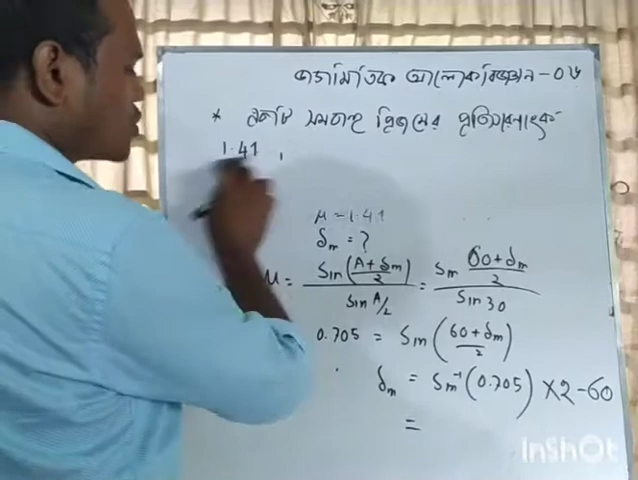 জ্যামিতিক আলোকবিজ্ঞান - ০৬
* একটি সমবাহু প্রিজমের প্রতিসরণাংক
1.41 ,
μ = 1.41
δm = ?
μ = Sin((A+δm)/2) / Sin A/2 = Sin (60+δm)/2 / Sin 30
0.705 = Sin((60+δm)/2)
δm = Sin⁻¹(0.705) × 2 - 60
=
InShOt